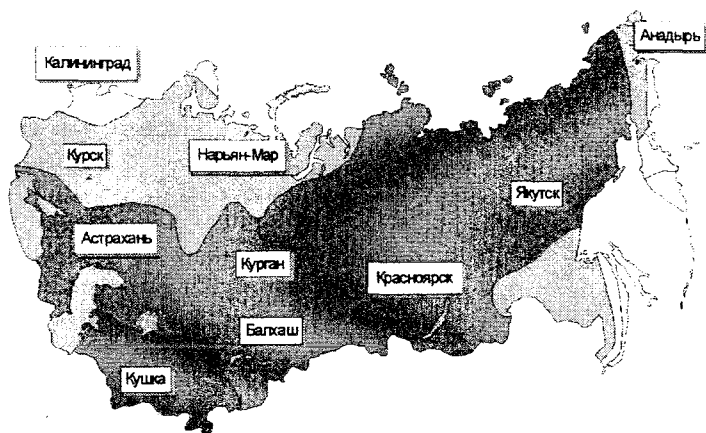 Анадырь
Калининград
Курск
Нарьян-Мар
Якутск
Астрахань
Курган
Красноярск
Балхаш
Кушка